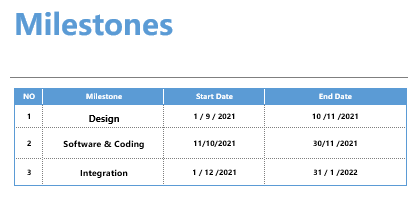 Milestones
NO Milestone Start Date End Date
1 Design 1 / 9 / 2021 10 /11 /2021
2 Software & Coding 11/10/2021 30/11 /2021
3 Integration 1 / 12 /2021 31 / 1 /2022